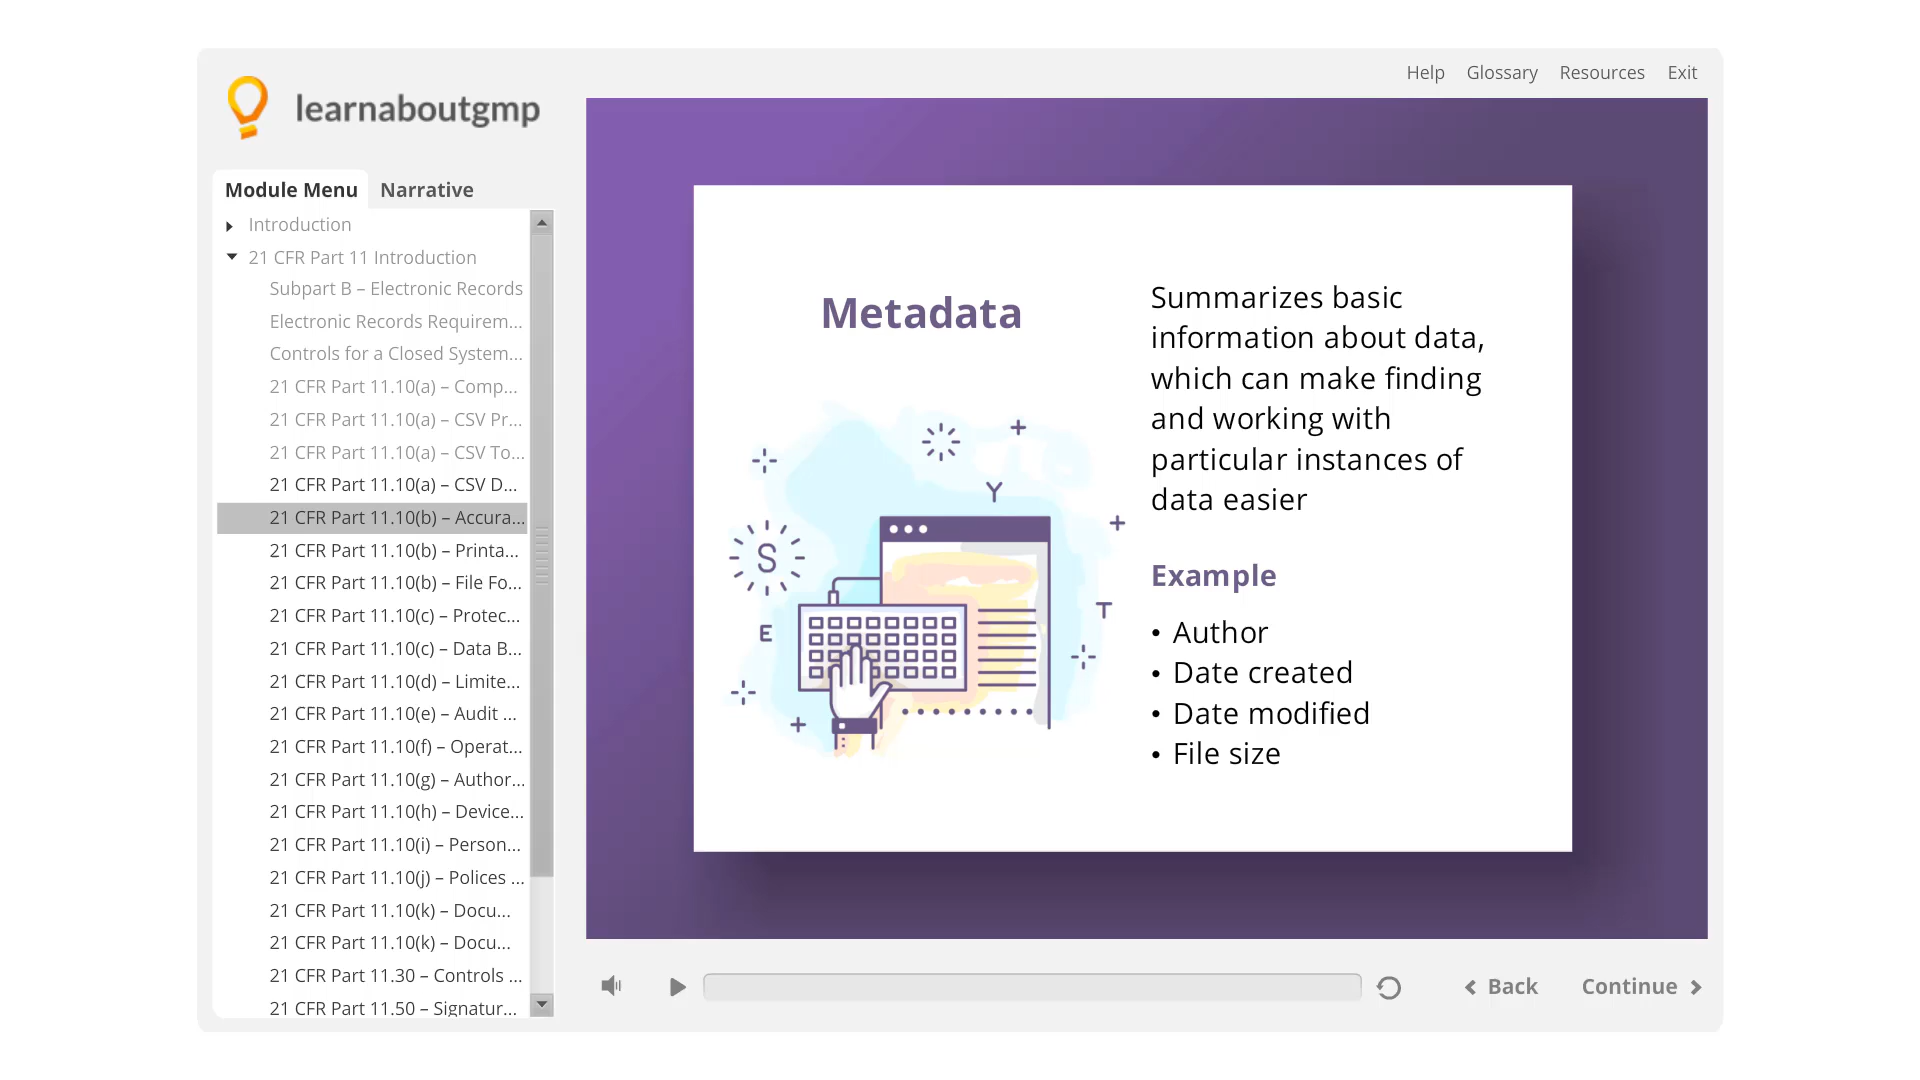 learnaboutgmp
Help Glossary Resources Exit
Module Menu Narrative
Introduction
21 CFR Part 11 Introduction
Subpart B – Electronic Records
Electronic Records Requirem...
Controls for a Closed System...
21 CFR Part 11.10(a) – Comp...
21 CFR Part 11.10(a) – CSV Pr...
21 CFR Part 11.10(a) – CSV To...
21 CFR Part 11.10(a) – CSV D...
21 CFR Part 11.10(b) – Accura...
21 CFR Part 11.10(b) – Printa...
21 CFR Part 11.10(b) – File Fo...
21 CFR Part 11.10(c) – Protec...
21 CFR Part 11.10(c) – Data B...
21 CFR Part 11.10(d) – Limite...
21 CFR Part 11.10(e) – Audit ...
21 CFR Part 11.10(f) – Operat...
21 CFR Part 11.10(g) – Author...
21 CFR Part 11.10(h) – Device...
21 CFR Part 11.10(i) – Person...
21 CFR Part 11.10(j) – Polices ...
21 CFR Part 11.10(k) – Docu...
21 CFR Part 11.10(k) – Docu...
21 CFR Part 11.30 – Controls ...
21 CFR Part 11.50 – Signatur...
Metadata
Y
S
T
E
Summarizes basic
information about data,
which can make finding
and working with
particular instances of
data easier
Example
• Author
• Date created
• Date modified
• File size
Back Continue